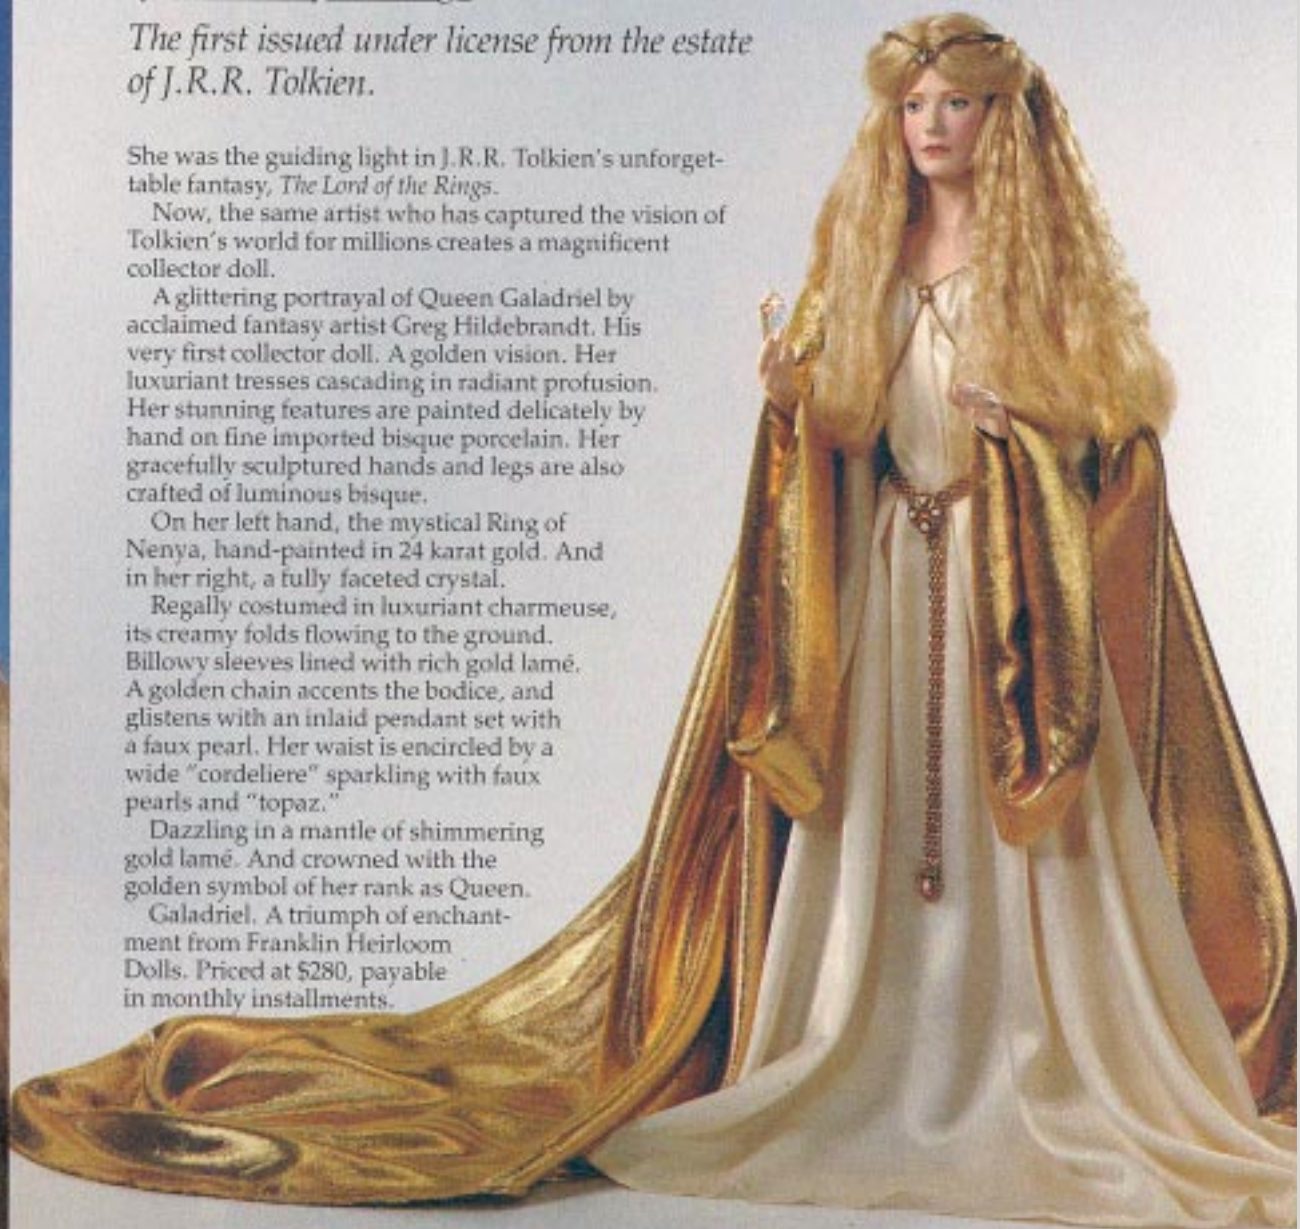 The first issued under license from the estate
of J.R.R. Tolkien.
She was the guiding light in J.R.R. Tolkien's unforget-
table fantasy, The Lord of the Rings.
Now, the same artist who has captured the vision of
Tolkien's world for millions creates a magnificent
collector doll.
A glittering portrayal of Queen Galadriel by
acclaimed fantasy artist Greg Hildebrandt. His
very first collector doll. A golden vision. Her
luxuriant tresses cascading in radiant profusion.
Her stunning features are painted delicately by
hand on fine imported bisque porcelain. Her
gracefully sculptured hands and legs are also
crafted of luminous bisque.
On her left hand, the mystical Ring of
Nenya, hand-painted in 24 karat gold. And
in her right, a fully faceted crystal.
Regally costumed in luxuriant charmeuse,
its creamy folds flowing to the ground.
Billowy sleeves lined with rich gold lamé.
A golden chain accents the bodice, and
glistens with an inlaid pendant set with
a faux pearl. Her waist is encircled by a
wide "cordeliere" sparkling with faux
pearls and "topaz."
Dazzling in a mantle of shimmering
gold lamé. And crowned with the
golden symbol of her rank as Queen.
Galadriel. A triumph of enchant-
ment from Franklin Heirloom
Dolls. Priced at $280, payable
in monthly installments.